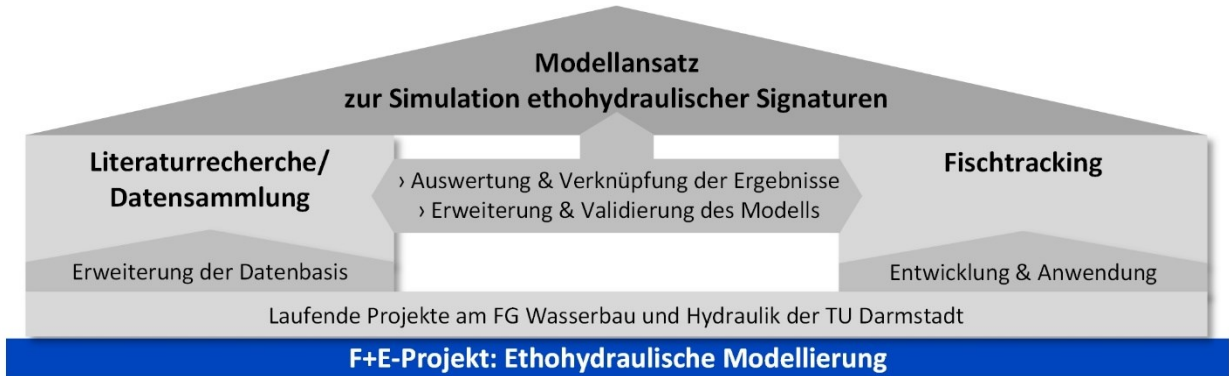 Modellansatz
zur Simulation ethohydraulischer Signaturen
Literaturrecherche/
Datensammlung
› Auswertung & Verknüpfung der Ergebnisse
› Erweiterung & Validierung des Modells
Fischtracking
Erweiterung der Datenbasis
Entwicklung & Anwendung
Laufende Projekte am FG Wasserbau und Hydraulik der TU Darmstadt
F+E-Projekt: Ethohydraulische Modellierung